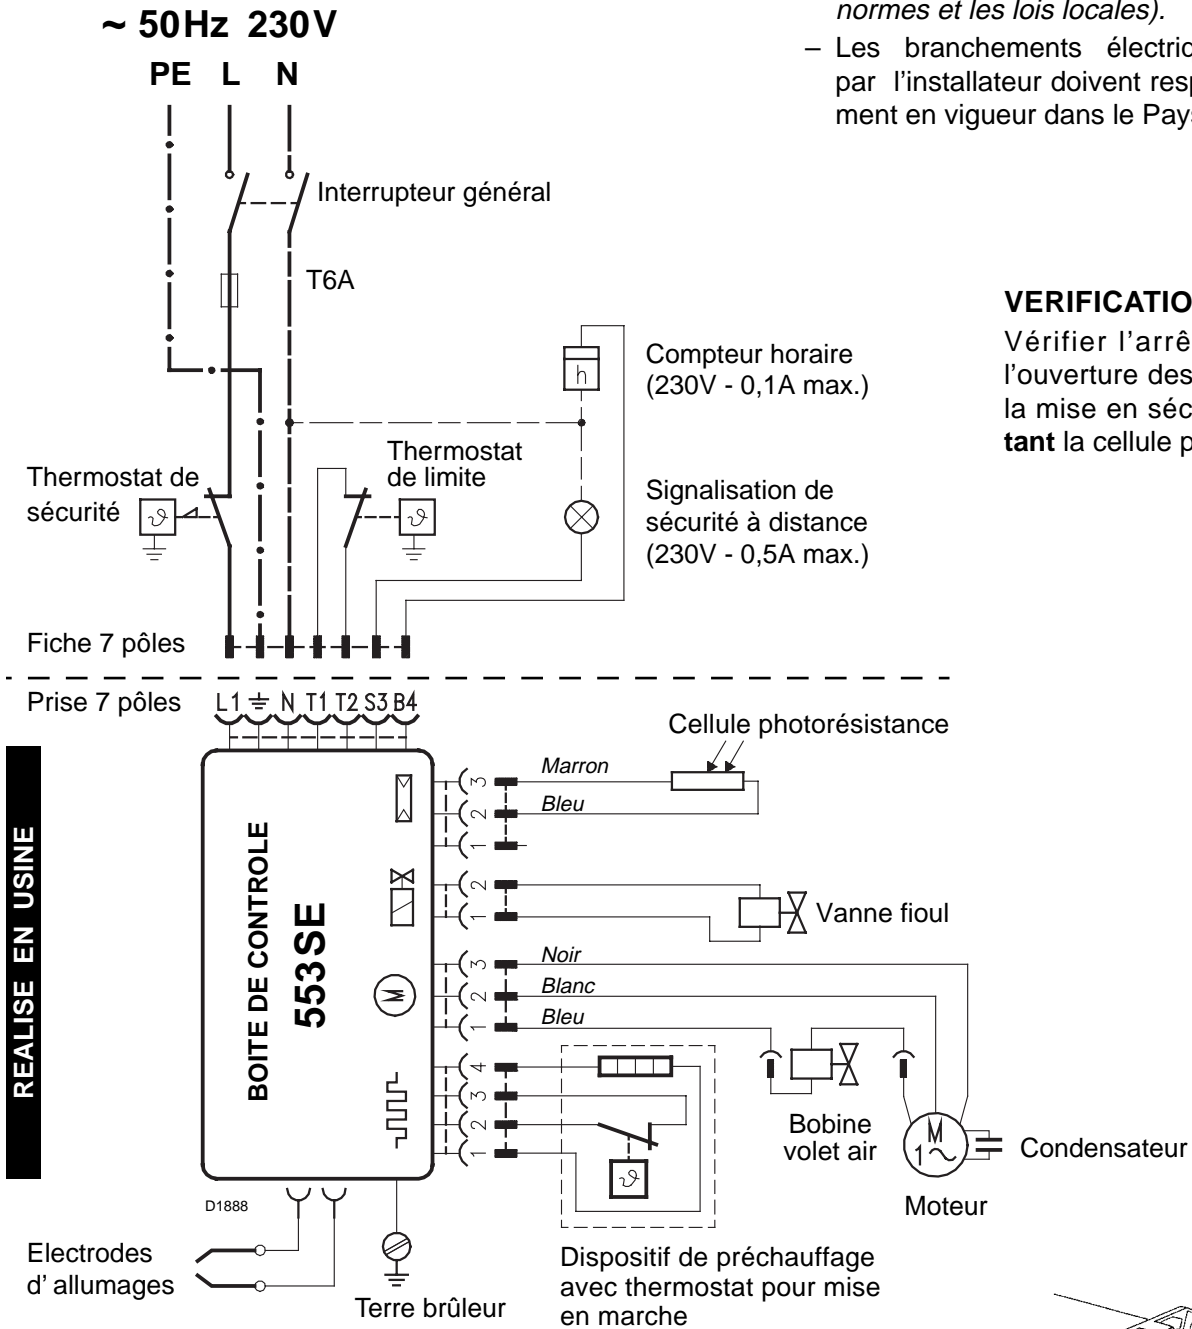 ~ 50Hz 230V
PE L N
Interrupteur général
T6A
h
Compteur horaire
(230V - 0,1A max.)
Thermostat de
sécurité
Thermostat
de limite
Signalisation de
sécurité à distance
(230V - 0,5A max.)
Fiche 7 pôles
Prise 7 pôles
L1 N T1 T2 S3 B4
REALISE EN USINE
BOITE DE CONTROLE
553SE
M
3
2
1
2
1
3
2
1
4
3
2
1
Marron
Bleu
Cellule photorésistance
Vanne fioul
Noir
Blanc
Bleu
Bobine
volet air
M
1~
Condensateur
Moteur
D1888
Electrodes
d' allumages
Terre brûleur
Dispositif de préchauffage
avec thermostat pour mise
en marche
normes et les lois locales).
– Les branchements électri
par l'installateur doivent res
ment en vigueur dans le Pay
VERIFICATIO
Vérifier l'arrê
l'ouverture des
la mise en séc
tant la cellule p